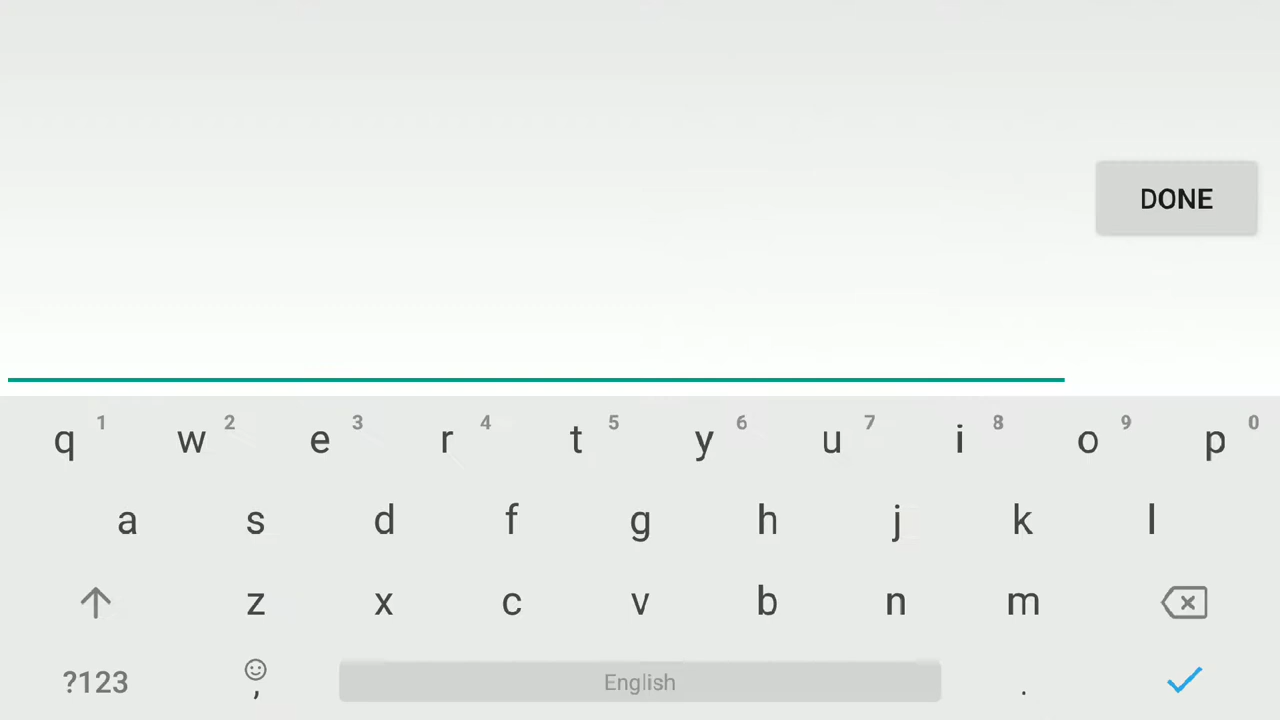 DONE
q 1 w 2 e 3 r 4 t 5 y 6 u 7 i 8 o 9 p 0
a s d f g h j k l
z x c v b n m
?123 , English .